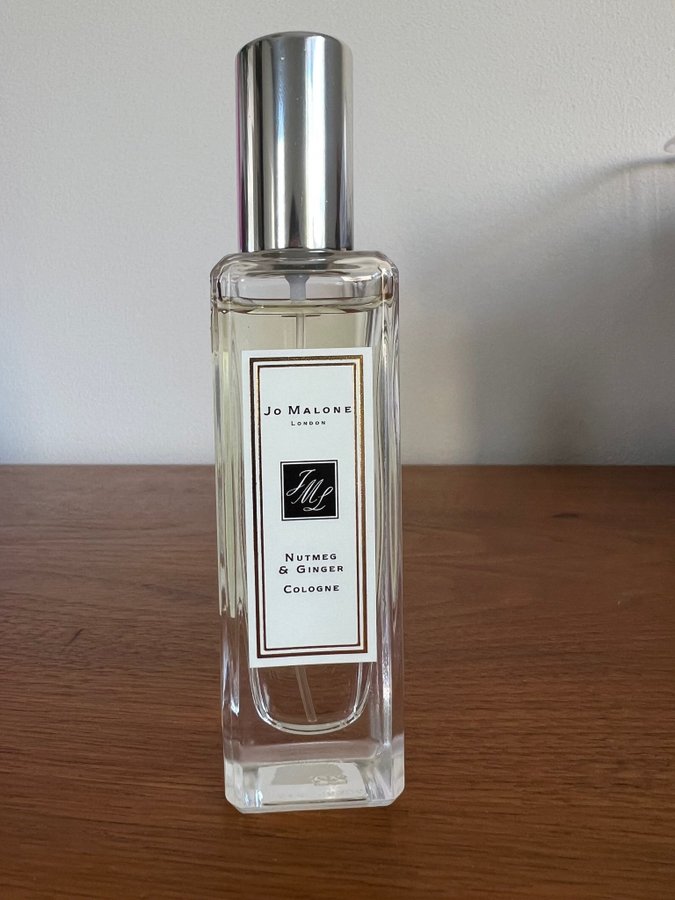 Jo Malone
London
JML
Nutmeg
& Ginger
Cologne